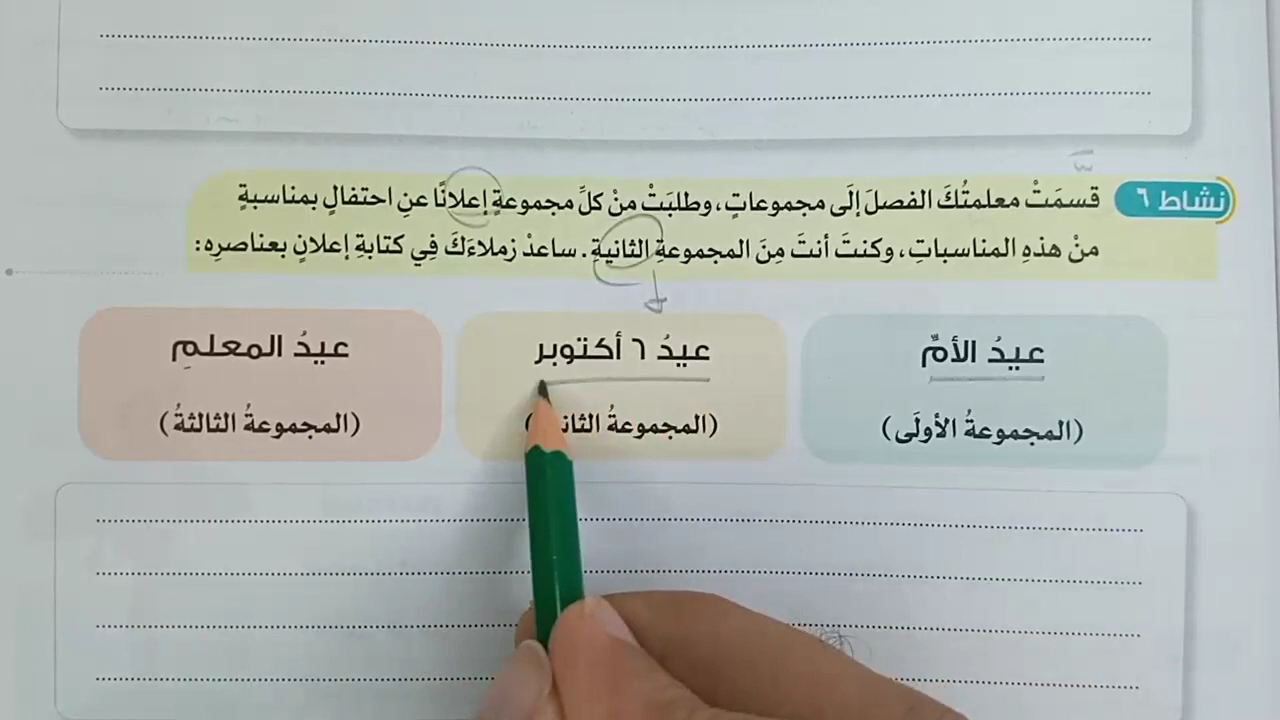 نشاط ٦
قسمَتْ معلمتُكَ الفصلَ إلَى مجموعاتٍ، وطلبَتْ منْ كلِّ مجموعةٍ إعلانًا عنِ احتفالٍ بمناسبةٍ
منْ هذهِ المناسباتِ، وكنتَ أنتَ مِنَ المجموعةِ الثانيةِ. ساعدْ زملاءَكَ فِي كتابةِ إعلانٍ بعناصرِه:
عيدُ الأمِّ
(المجموعةُ الأولَى)
عيدُ ٦ أكتوبر
(المجموعةُ الثان
عيدُ المعلمِ
(المجموعةُ الثالثةُ)